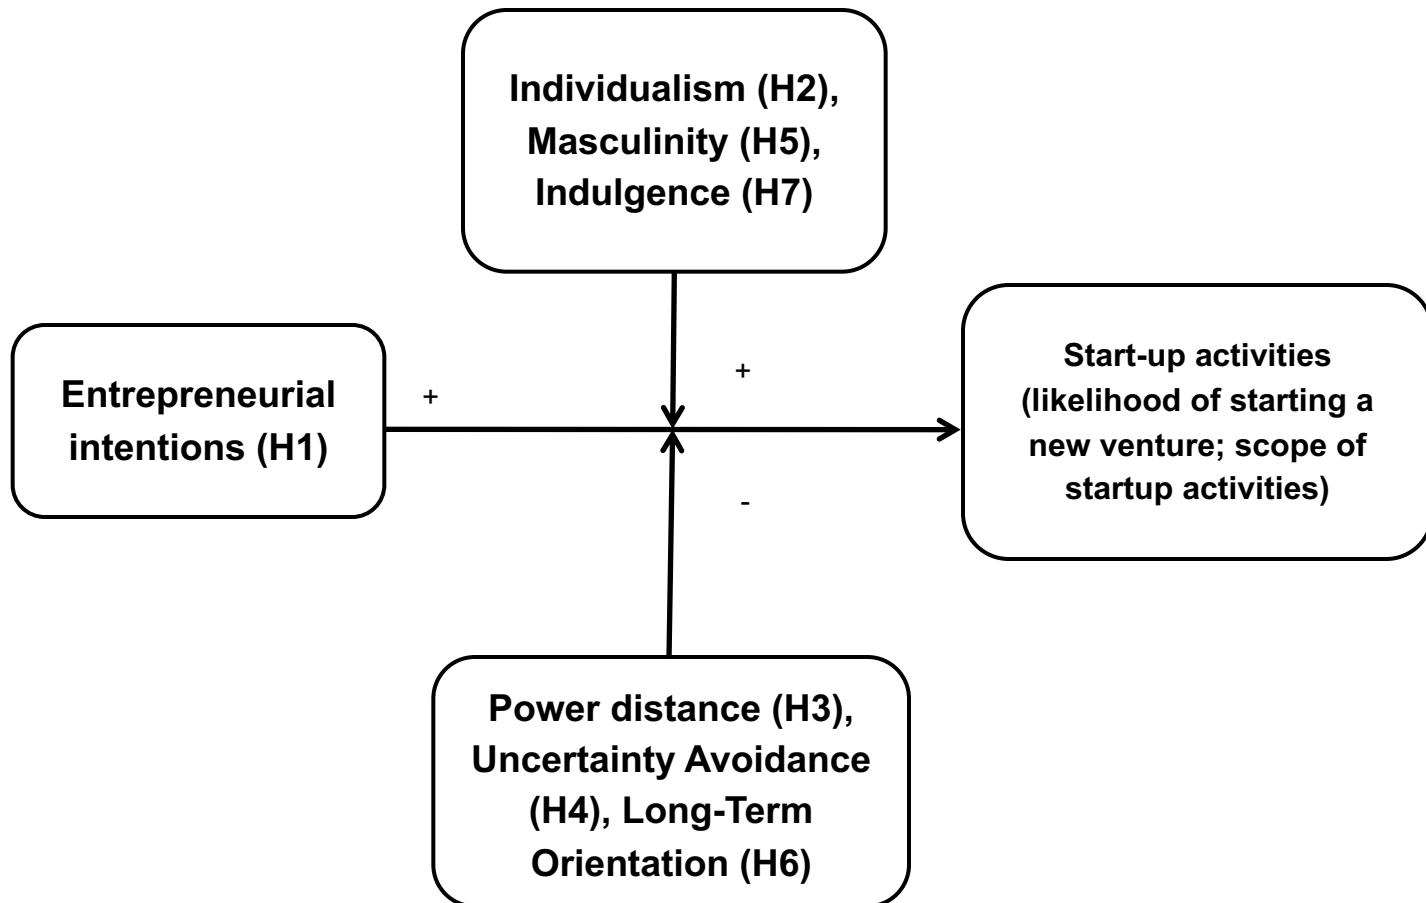 Individualism (H2),
Masculinity (H5),
Indulgence (H7)
Entrepreneurial
intentions (H1)
+
+
-
Start-up activities
(likelihood of starting a
new venture; scope of
startup activities)
Power distance (H3),
Uncertainty Avoidance
(H4), Long-Term
Orientation (H6)